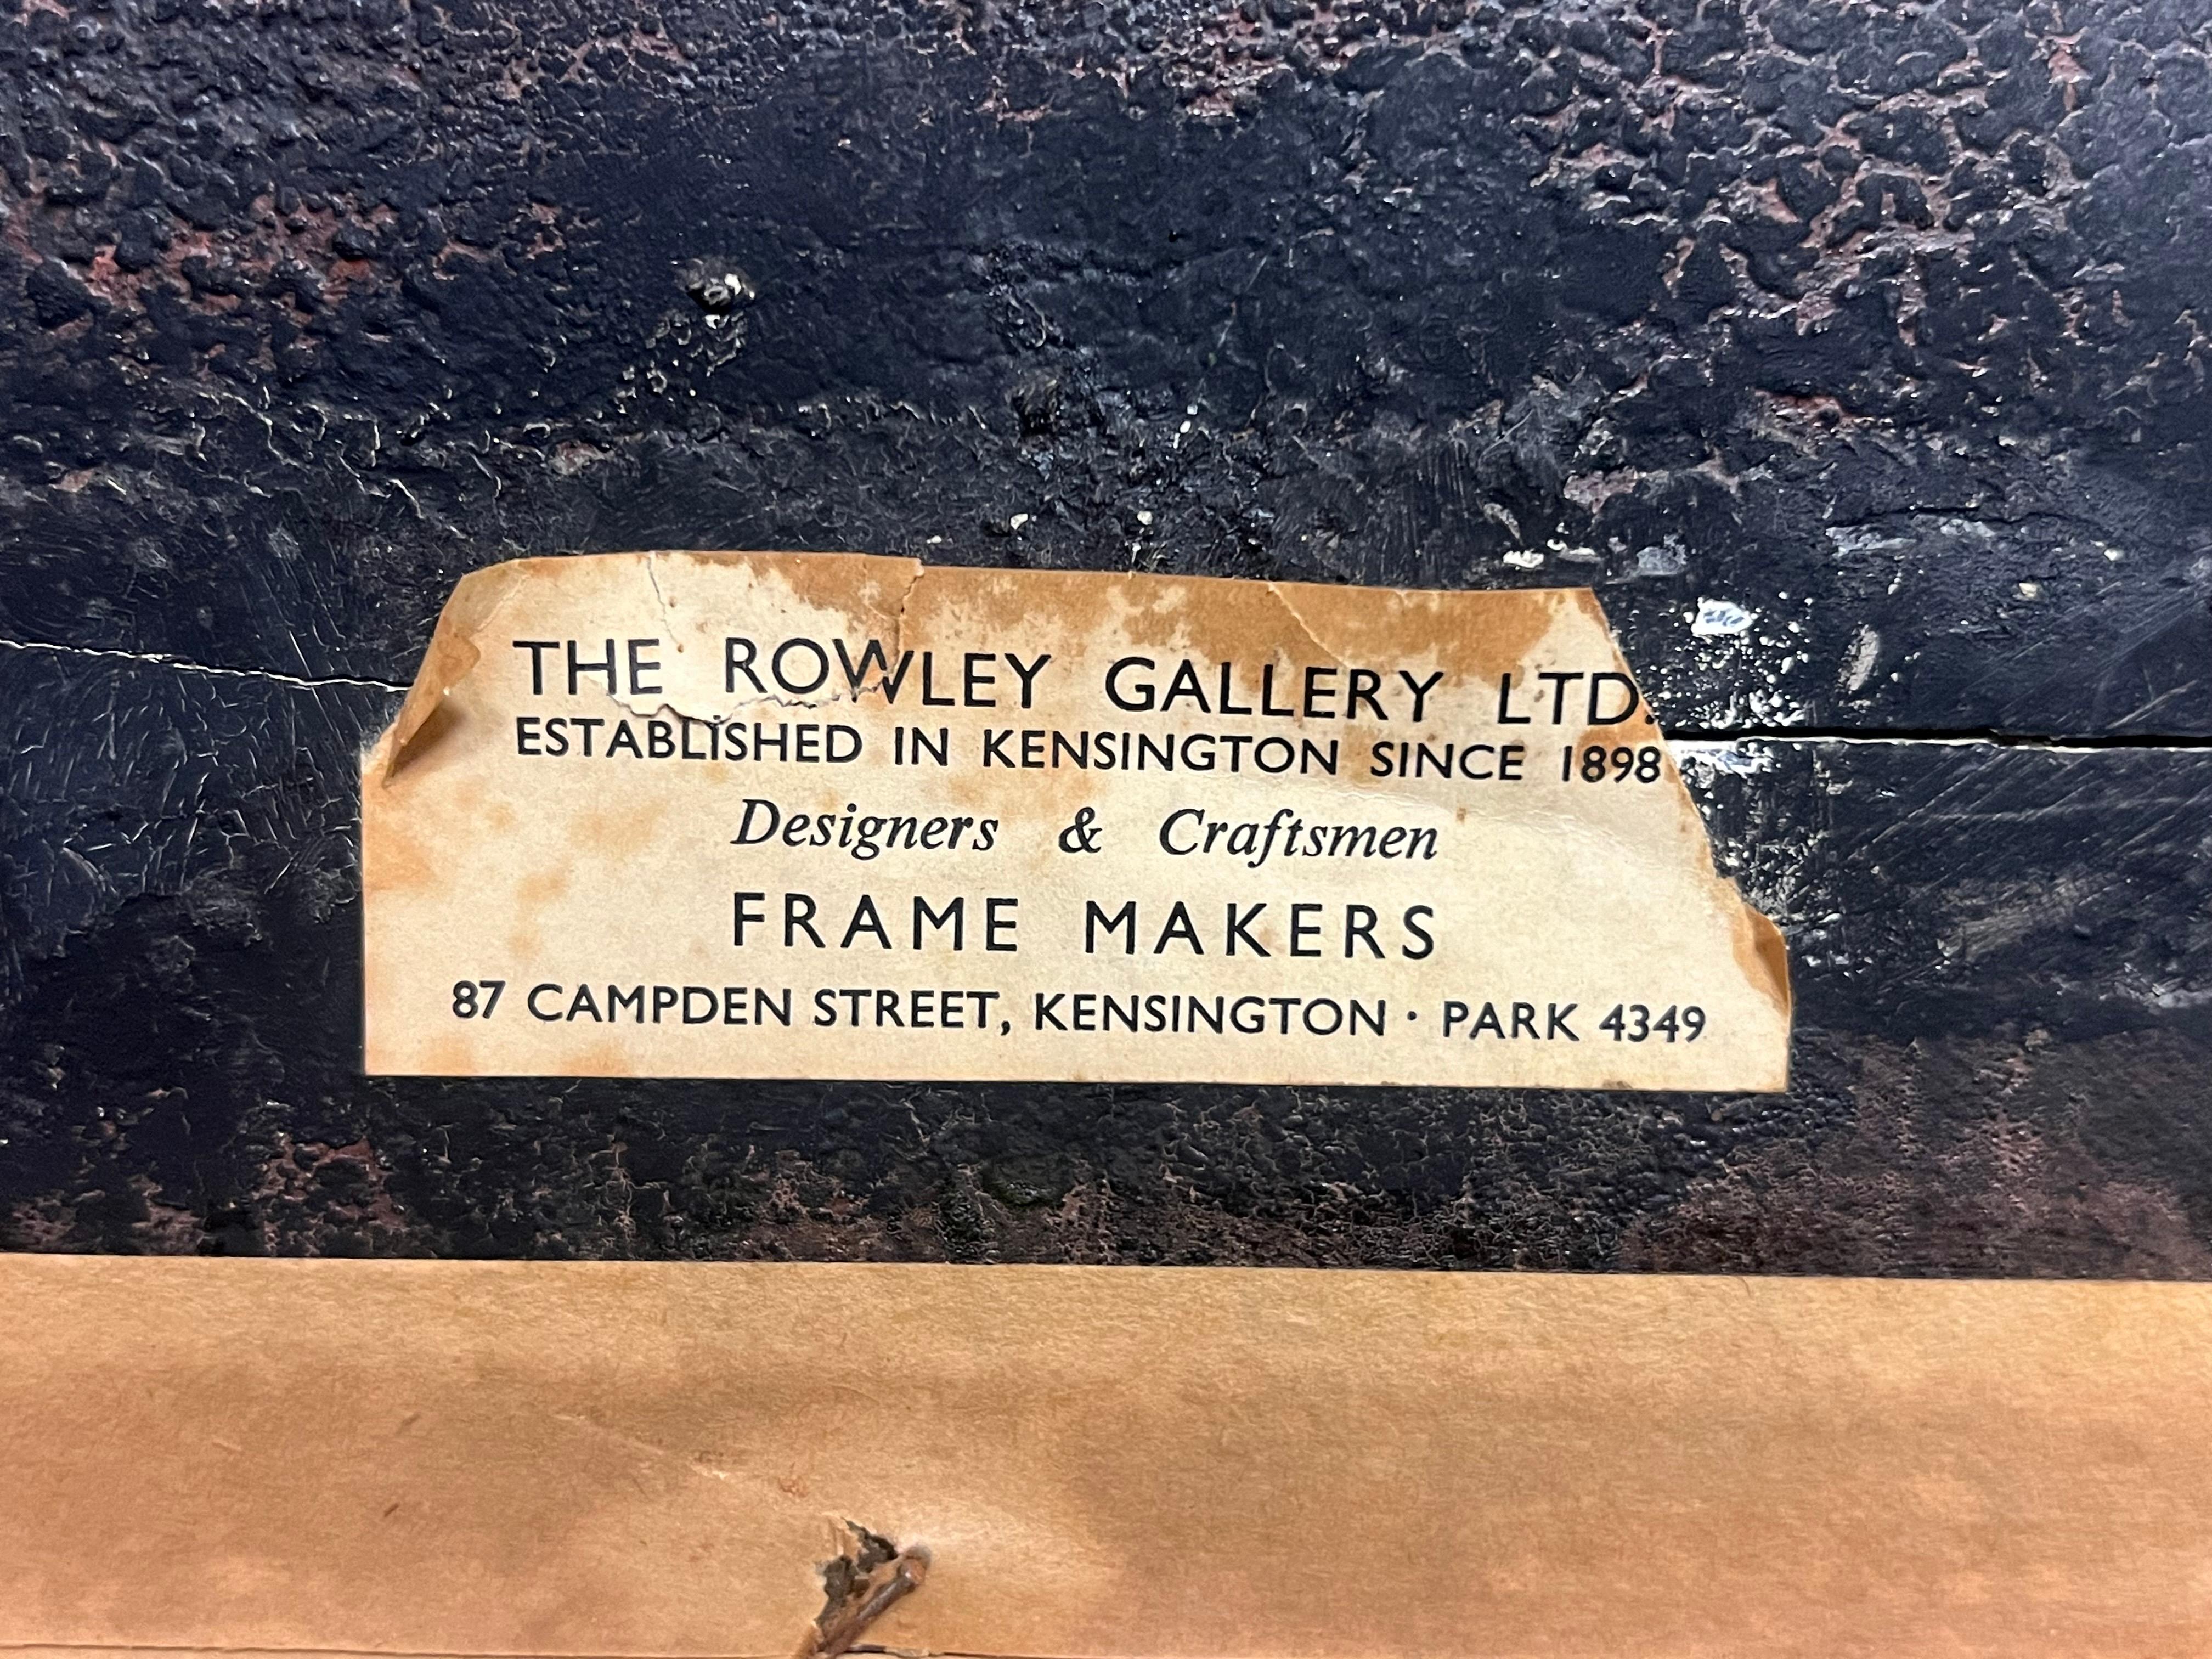 THE ROWLEY GALLERY LTD.
ESTABLISHED IN KENSINGTON SINCE 1898
Designers & Craftsmen
FRAME MAKERS
87 CAMPDEN STREET, KENSINGTON · PARK 4349